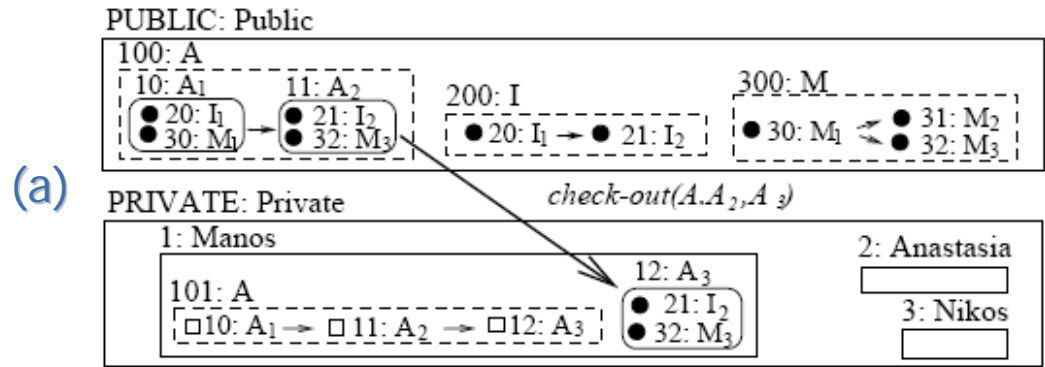 PUBLIC: Public
100: A
10: A₁ 11: A₂
20: I₁ 21: I₂
30: M₁ 32: M₃
200: I
20: I₁ 21: I₂
300: M
30: M₁ 31: M₂
32: M₃
(a)
check-out(A.A₂,A ₃)
PRIVATE: Private
1: Manos
101: A
10: A₁ 11: A₂ 12: A₃
12: A₃
21: I₂
32: M₃
2: Anastasia
3: Nikos